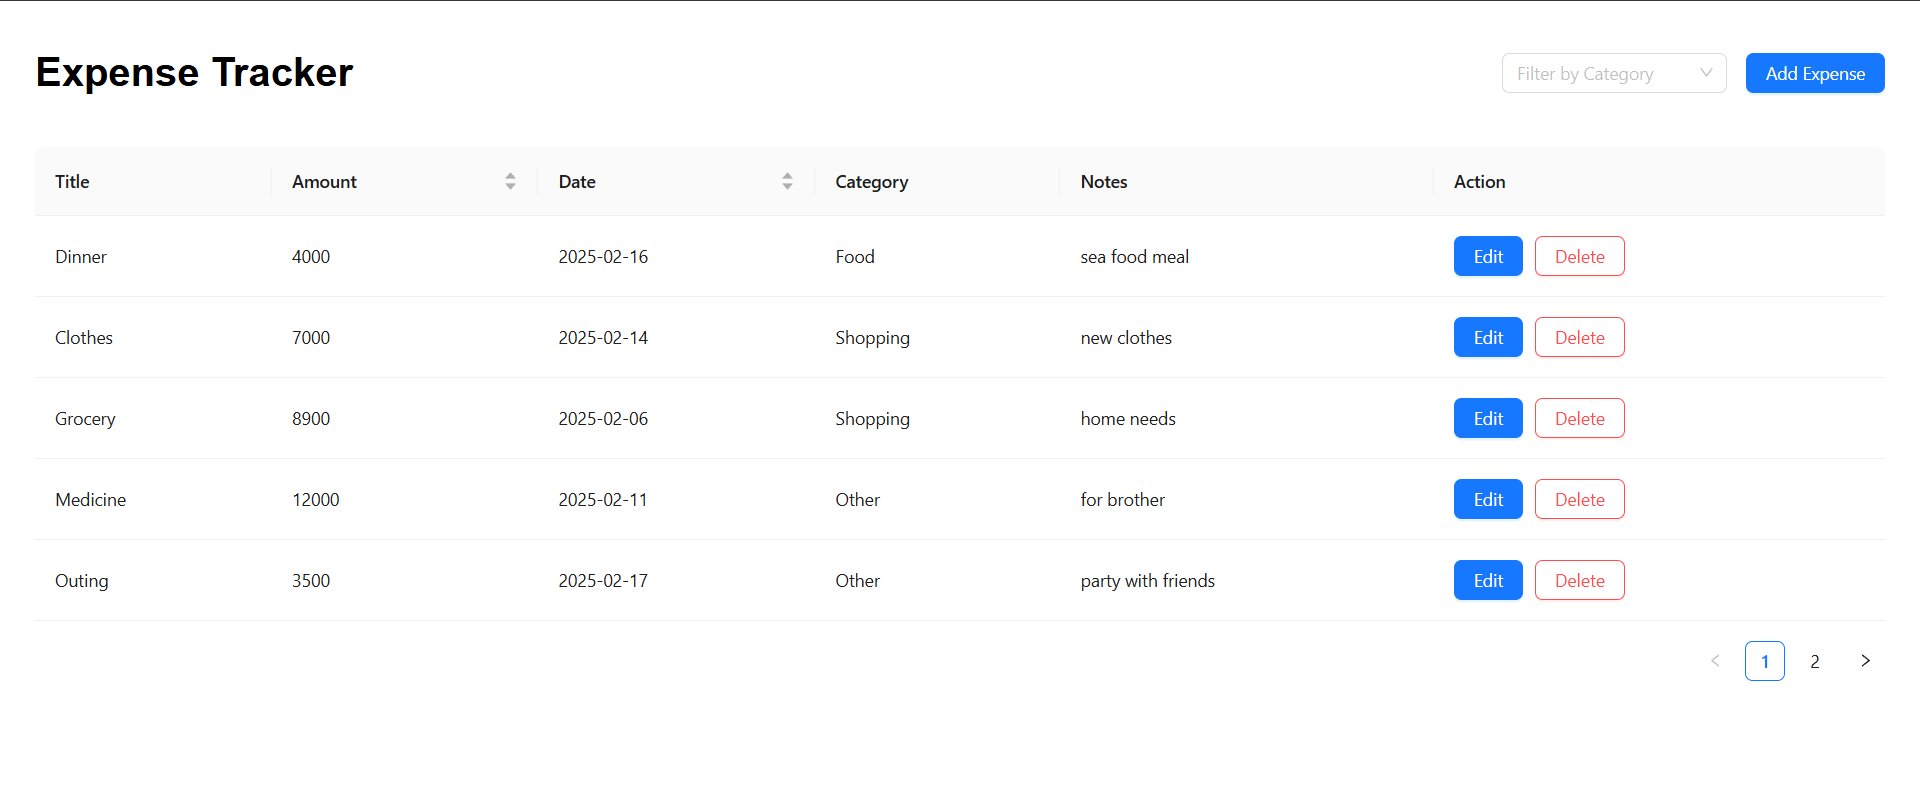 Expense Tracker Filter by Category Add Expense
Title Amount Date Category Notes Action
Dinner 4000 2025-02-16 Food sea food meal Edit Delete
Clothes 7000 2025-02-14 Shopping new clothes Edit Delete
Grocery 8900 2025-02-06 Shopping home needs Edit Delete
Medicine 12000 2025-02-11 Other for brother Edit Delete
Outing 3500 2025-02-17 Other party with friends Edit Delete
1 2